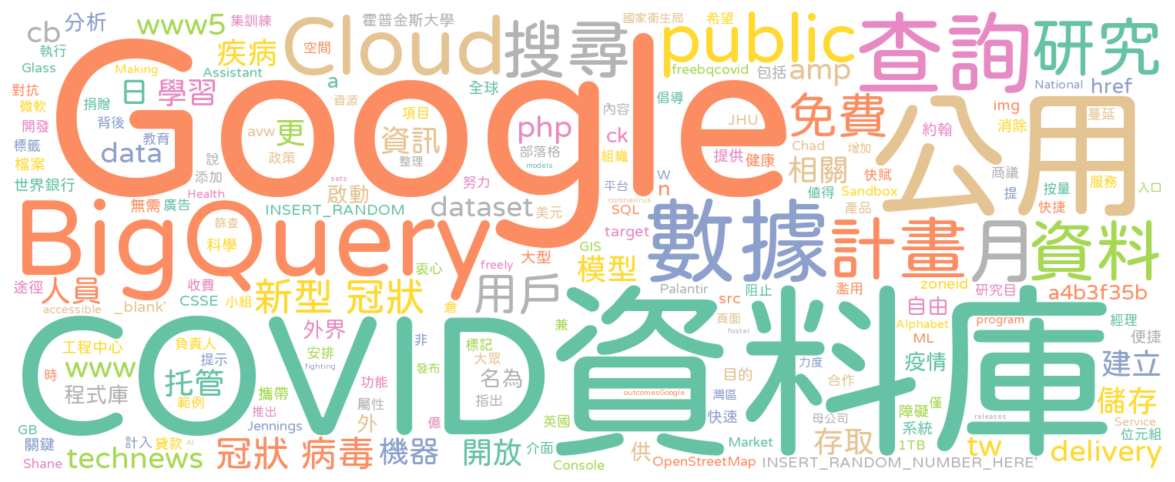 Google
COVID
資料庫
公用
BigQuery
Cloud
搜尋
public
查詢
研究
數據
計畫
月
資料
用戶
免費
相關
新型 冠狀
冠狀 病毒
機器
開放
模型
資訊
學習
疾病
人員
托管
www
www5
technews
delivery
tw
儲存
存取
建立
dataset
data
php
amp
cb
分析
集訓練
霍普金斯大學
國家衛生局
希望
執行
空間
freebqcovid
包括
Glass
Making
Assistant
a
全球
National
href
對抗
微軟
捐贈
日
資源
項目
內容
倡導
img
消除
蔓延
開發
背後
更
avw
ck
JHU
約翰
標籤
教育
政策
整理
部落格
組織
提供
健康
Chad
增加
檔案
說
添加
models
商議
世界銀行
sets
努力
平台
W
n
快賦
值得
提
按量
服務
入口
Health
啟動
coronavirus
Sandbox
無需
廣告
INSERT_RANDOM
美元
SQL
產品
快捷
篩查
科學
target
GIS
大型
途徑
收費
CSSE
freely
衷心
Palantir
src
阻止
濫用
zoneid
研究目
a4b3f35b
accessible
_blank'
小組
倉
外界
兼
頁面
自由
Alphabet
program
經理
工程中心
負責人
非
安排
發布
標記
foster
ML
便捷
提示
大眾
力度
疫情
時
程式庫
範例
攜帶
功能
名為
目的
合作
推出
fighting
屬性
指出
outcomesGoogle
灣區
快速
母公司
障礙
僅
releases
GB
計入
貸款
AI
Jennings
外
億
英國
系統
Service
關鍵
介面
供
Market
1TB
位元組
Shane
Console
OpenStreetMap
INSERT_RANDOM_NUMBER_HERE'